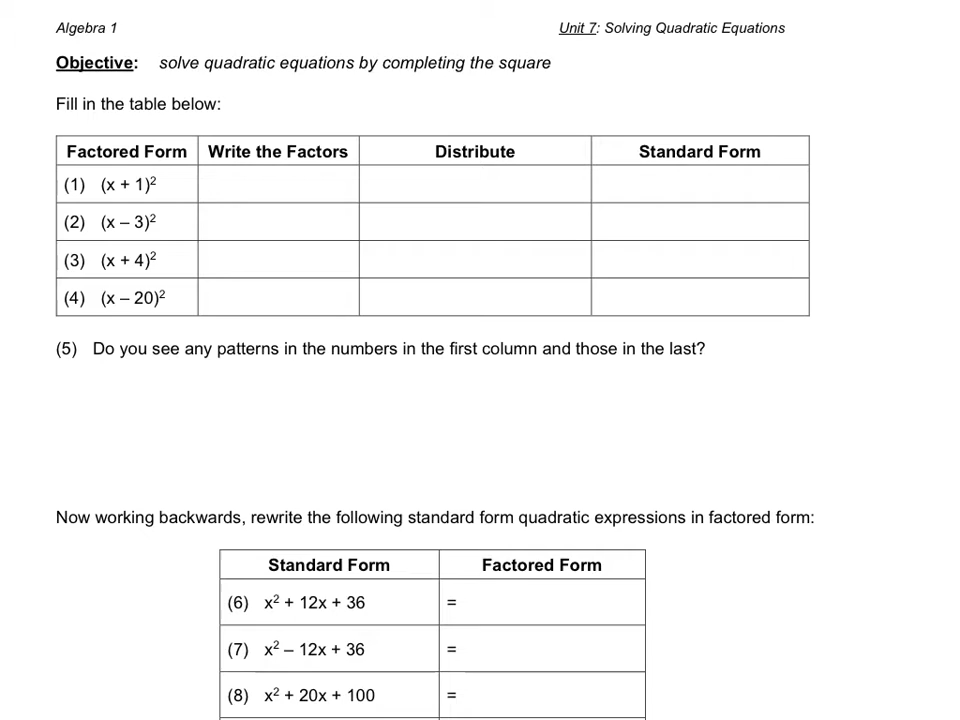 Algebra 1 Unit 7: Solving Quadratic Equations
Objective: solve quadratic equations by completing the square
Fill in the table below:
Factored Form Write the Factors Distribute Standard Form
(1) (x + 1)²
(2) (x – 3)²
(3) (x + 4)²
(4) (x – 20)²
(5) Do you see any patterns in the numbers in the first column and those in the last?
Now working backwards, rewrite the following standard form quadratic expressions in factored form:
Standard Form Factored Form
(6) x² + 12x + 36 =
(7) x² – 12x + 36 =
(8) x² + 20x + 100 =